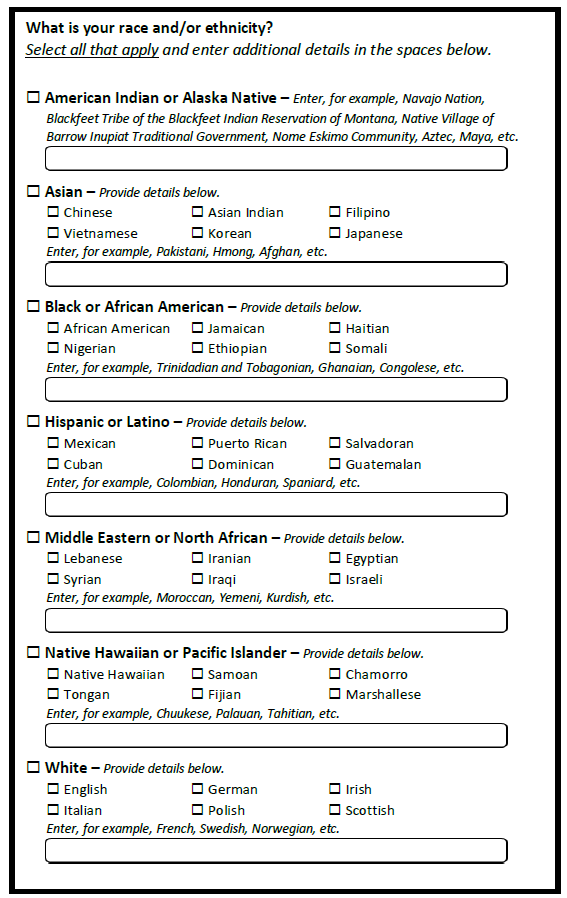 What is your race and/or ethnicity?
Select all that apply and enter additional details in the spaces below.
American Indian or Alaska Native – Enter, for example, Navajo Nation,
Blackfeet Tribe of the Blackfeet Indian Reservation of Montana, Native Village of
Barrow Inupiat Traditional Government, Nome Eskimo Community, Aztec, Maya, etc.
Asian – Provide details below.
Chinese Asian Indian Filipino
Vietnamese Korean Japanese
Enter, for example, Pakistani, Hmong, Afghan, etc.
Black or African American – Provide details below.
African American Jamaican Haitian
Nigerian Ethiopian Somali
Enter, for example, Trinidadian and Tobagonian, Ghanaian, Congolese, etc.
Hispanic or Latino – Provide details below.
Mexican Puerto Rican Salvadoran
Cuban Dominican Guatemalan
Enter, for example, Colombian, Honduran, Spaniard, etc.
Middle Eastern or North African – Provide details below.
Lebanese Iranian Egyptian
Syrian Iraqi Israeli
Enter, for example, Moroccan, Yemeni, Kurdish, etc.
Native Hawaiian or Pacific Islander – Provide details below.
Native Hawaiian Samoan Chamorro
Tongan Fijian Marshallese
Enter, for example, Chuukese, Palauan, Tahitian, etc.
White – Provide details below.
English German Irish
Italian Polish Scottish
Enter, for example, French, Swedish, Norwegian, etc.